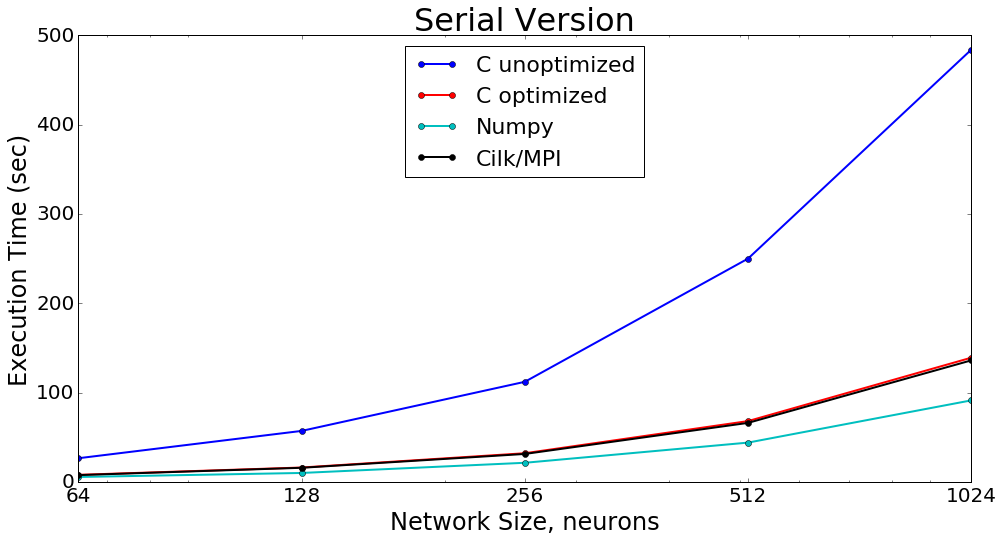 Serial Version
500
400
300
200
100
0
Execution Time (sec)
C unoptimized
C optimized
Numpy
Cilk/MPI
64 128 256 512 1024
Network Size, neurons